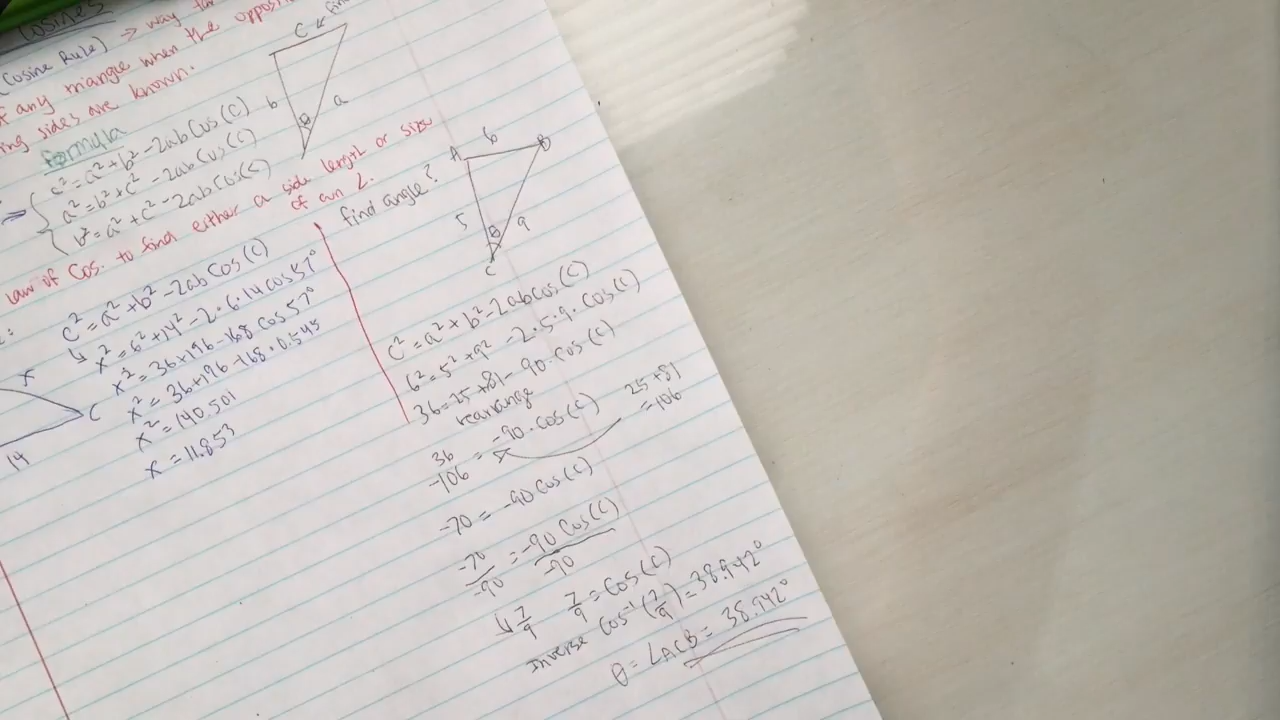 Cosines
(Cosine Rule) → way
of any triangle when the opposi
ing sides are known.
formula
c² = a² + b² - 2ab Cos(C)
a² = b² + c² - 2ab Cos(C)
b² = a² + c² - 2ab Cos(C)
C
b
a
θ
law of Cos. to find either a side length or size
of an ∠.
c² = a² + b² - 2ab Cos(C)
x² = 6² + 14² - 2·6·14 cos 57°
x² = 36+196 - 168 cos 57°
x² = 36+196 - 168 · 0.545
x² = 140.501
x = 11.853
x
C
14
find angle?
A
6
B
5
θ
9
C
c² = a² + b² - 2ab cos(C)
6² = 5² + 9² - 2·5·9· Cos(C)
36 = 25 + 81 - 90·Cos(C)
rearrange
25+81
=106
36
-106 = -90·Cos(C)
-70 = -90 Cos(C)
-70/-90 = -90 Cos(C)/-90
↳ 7/9 7/9 = Cos(C)
Inverse Cos⁻¹(7/9) = 38.942°
θ = ∠ACB = 38.942°